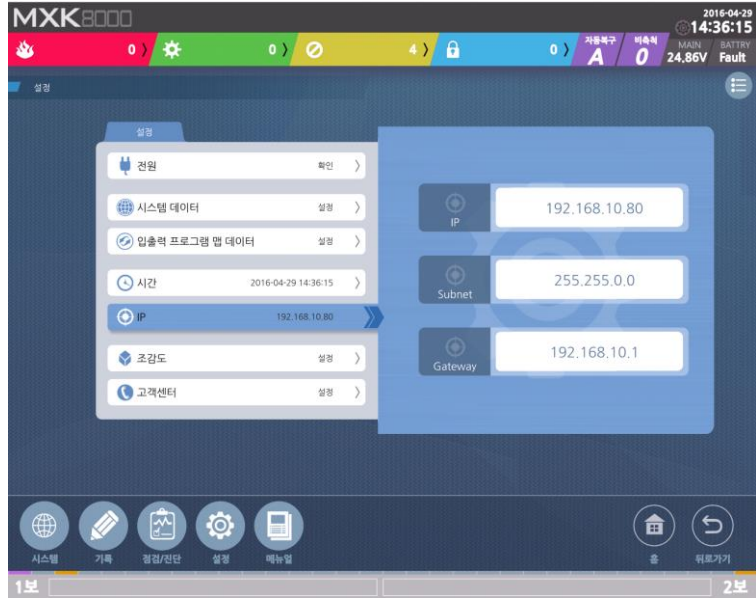 MXK8000
2016-04-29
14:36:15
0 〉 0 〉 4 〉 0 〉
자동복구 A
비축적 0
MAIN 24.86V
BATTRY Fault
설정
설정
전원 확인 〉
시스템 데이터 설정 〉
입출력 프로그램 맵 데이터 설정 〉
시간 2016-04-29 14:36:15 〉
IP 192.168.10.80
조감도 설정 〉
고객센터 설정 〉
IP 192.168.10.80
Subnet 255.255.0.0
Gateway 192.168.10.1
시스템 기록 점검/진단 설정 메뉴얼 홈 뒤로가기
1보 2보